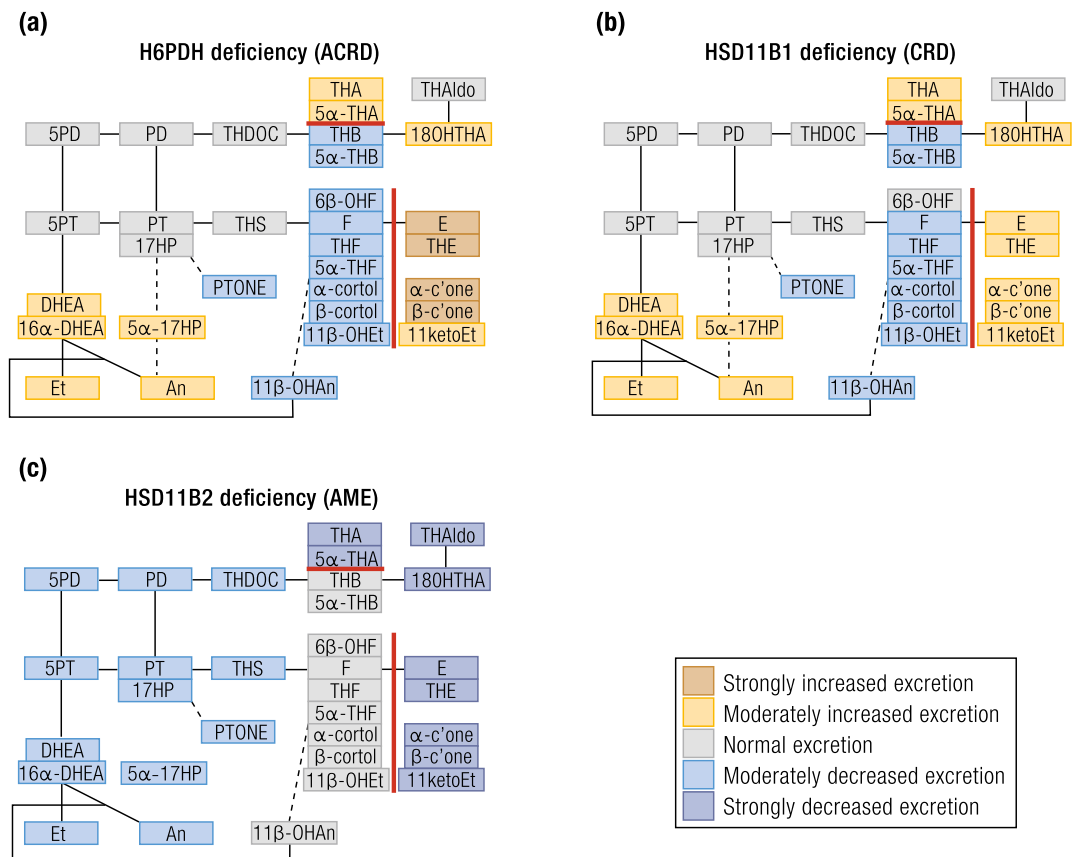 (a)
H6PDH deficiency (ACRD)
THA
THAldo
5α-THA
5PD
PD
THDOC
THB
18OHTHA
5α-THB
6β-OHF
5PT
PT
THS
F
E
17HP
THF
THE
5α-THF
PTONE
α-cortol
α-c'one
DHEA
β-cortol
β-c'one
16α-DHEA
5α-17HP
11β-OHEt
11ketoEt
Et
An
11β-OHAn
(b)
HSD11B1 deficiency (CRD)
THA
THAldo
5α-THA
5PD
PD
THDOC
THB
18OHTHA
5α-THB
6β-OHF
5PT
PT
THS
F
E
17HP
THF
THE
5α-THF
PTONE
α-cortol
α-c'one
DHEA
β-cortol
β-c'one
16α-DHEA
5α-17HP
11β-OHEt
11ketoEt
Et
An
11β-OHAn
(c)
HSD11B2 deficiency (AME)
THA
THAldo
5α-THA
5PD
PD
THDOC
THB
18OHTHA
5α-THB
6β-OHF
5PT
PT
THS
F
E
17HP
THF
THE
5α-THF
PTONE
α-cortol
α-c'one
DHEA
β-cortol
β-c'one
16α-DHEA
5α-17HP
11β-OHEt
11ketoEt
Et
An
11β-OHAn
Strongly increased excretion
Moderately increased excretion
Normal excretion
Moderately decreased excretion
Strongly decreased excretion